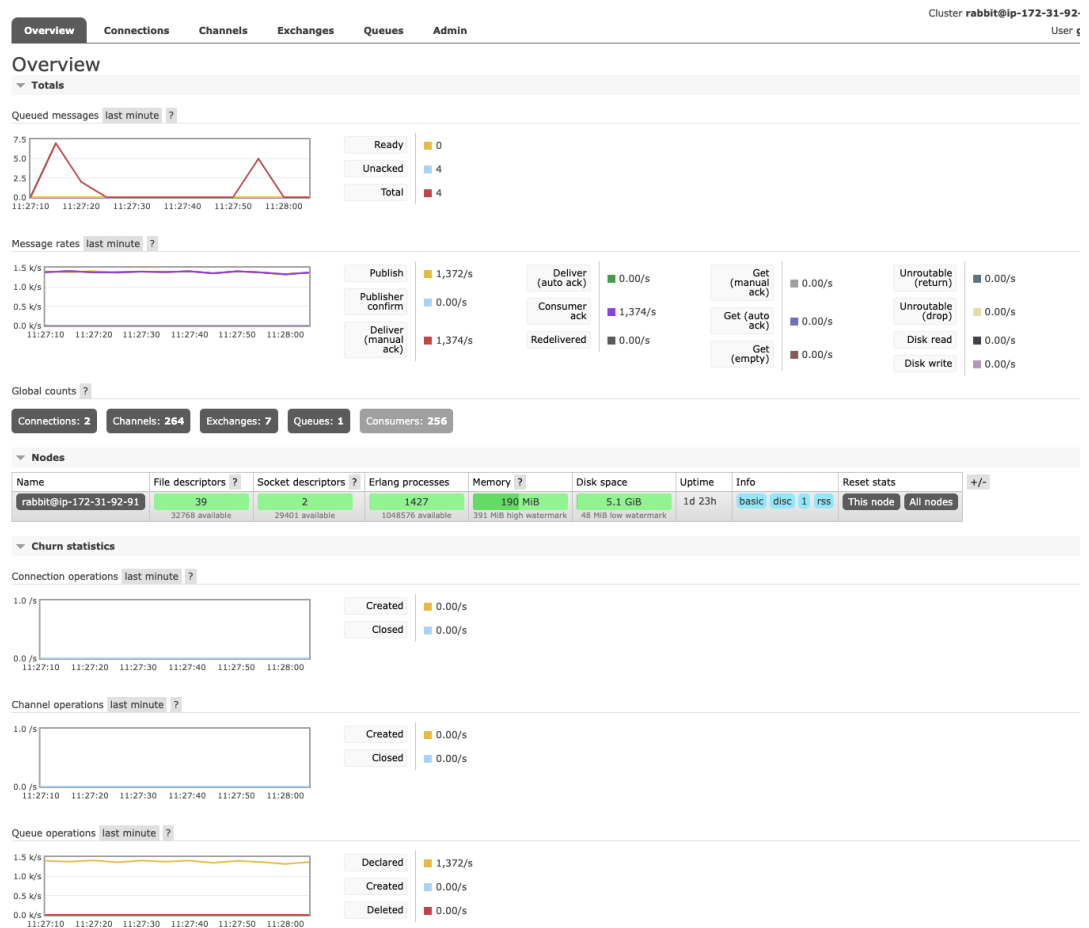 Cluster rabbit@ip-172-31-92-
User g
Overview Connections Channels Exchanges Queues Admin
Overview
Totals
Queued messages last minute ?
7.5
5.0
2.5
0.0
11:27:10 11:27:20 11:27:30 11:27:40 11:27:50 11:28:00
Ready 0
Unacked 4
Total 4
Message rates last minute ?
1.5 k/s
1.0 k/s
0.5 k/s
0.0 k/s
11:27:10 11:27:20 11:27:30 11:27:40 11:27:50 11:28:00
Publish 1,372/s
Publisher
confirm 0.00/s
Deliver
(manual
ack) 1,374/s
Deliver
(auto ack) 0.00/s
Consumer
ack 1,374/s
Redelivered 0.00/s
Get
(manual
ack) 0.00/s
Get (auto
ack) 0.00/s
Get
(empty) 0.00/s
Unroutable
(return) 0.00/s
Unroutable
(drop) 0.00/s
Disk read 0.00/s
Disk write 0.00/s
Global counts ?
Connections: 2 Channels: 264 Exchanges: 7 Queues: 1 Consumers: 256
Nodes
Name File descriptors ? Socket descriptors ? Erlang processes Memory ? Disk space Uptime Info Reset stats +/-
rabbit@ip-172-31-92-91 39 2 1427 190 MiB 5.1 GiB 1d 23h basic disc 1 rss This node All nodes
32768 available 29401 available 1048576 available 391 MiB high watermark 48 MiB low watermark
Churn statistics
Connection operations last minute ?
1.0 /s
0.0 /s
11:27:10 11:27:20 11:27:30 11:27:40 11:27:50 11:28:00
Created 0.00/s
Closed 0.00/s
Channel operations last minute ?
1.0 /s
0.0 /s
11:27:10 11:27:20 11:27:30 11:27:40 11:27:50 11:28:00
Created 0.00/s
Closed 0.00/s
Queue operations last minute ?
1.5 k/s
1.0 k/s
0.5 k/s
0.0 k/s
11:27:10 11:27:20 11:27:30 11:27:40 11:27:50 11:28:00
Declared 1,372/s
Created 0.00/s
Deleted 0.00/s